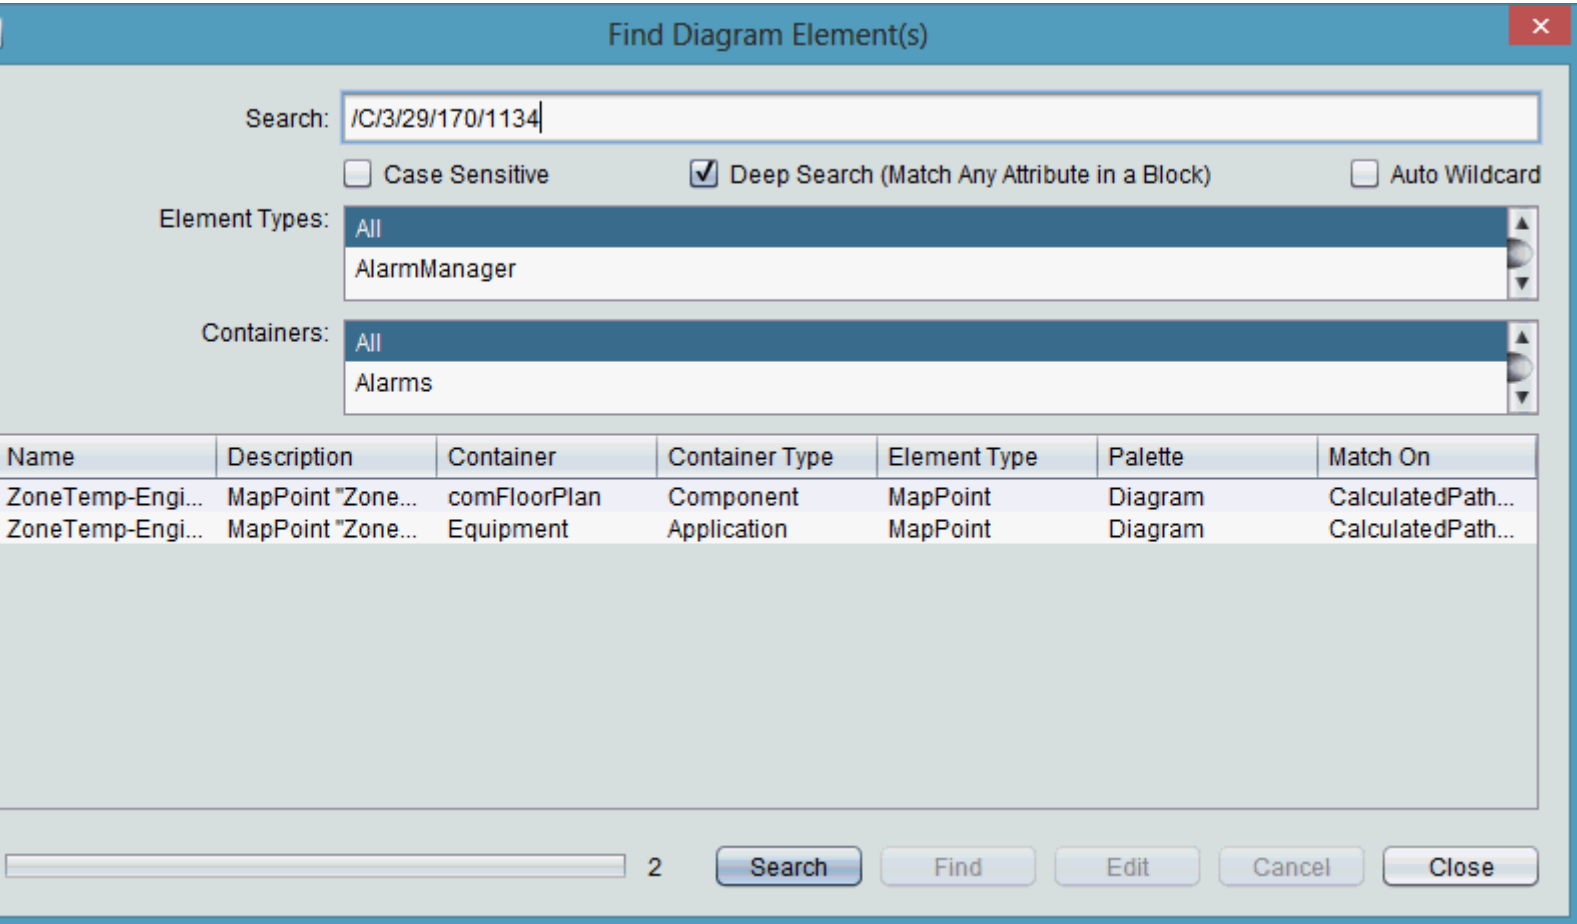 Find Diagram Element(s)
Search: /C/3/29/170/1134
Case Sensitive Deep Search (Match Any Attribute in a Block) Auto Wildcard
Element Types: All
AlarmManager
Containers: All
Alarms
Name Description Container Container Type Element Type Palette Match On
ZoneTemp-Engi... MapPoint "Zone... comFloorPlan Component MapPoint Diagram CalculatedPath...
ZoneTemp-Engi... MapPoint "Zone... Equipment Application MapPoint Diagram CalculatedPath...
2 Search Find Edit Cancel Close